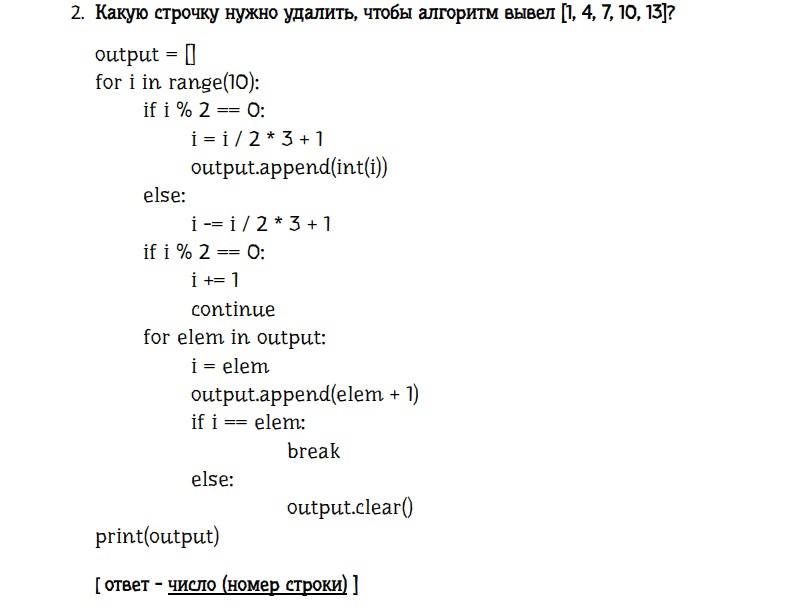 2. Какую строчку нужно удалить, чтобы алгоритм вывел [1, 4, 7, 10, 13]?
output = []
for i in range(10):
if i % 2 == 0:
i = i / 2 * 3 + 1
output.append(int(i))
else:
i -= i / 2 * 3 + 1
if i % 2 == 0:
i += 1
continue
for elem in output:
i = elem
output.append(elem + 1)
if i == elem:
break
else:
output.clear()
print(output)
[ ответ - число (номер строки) ]